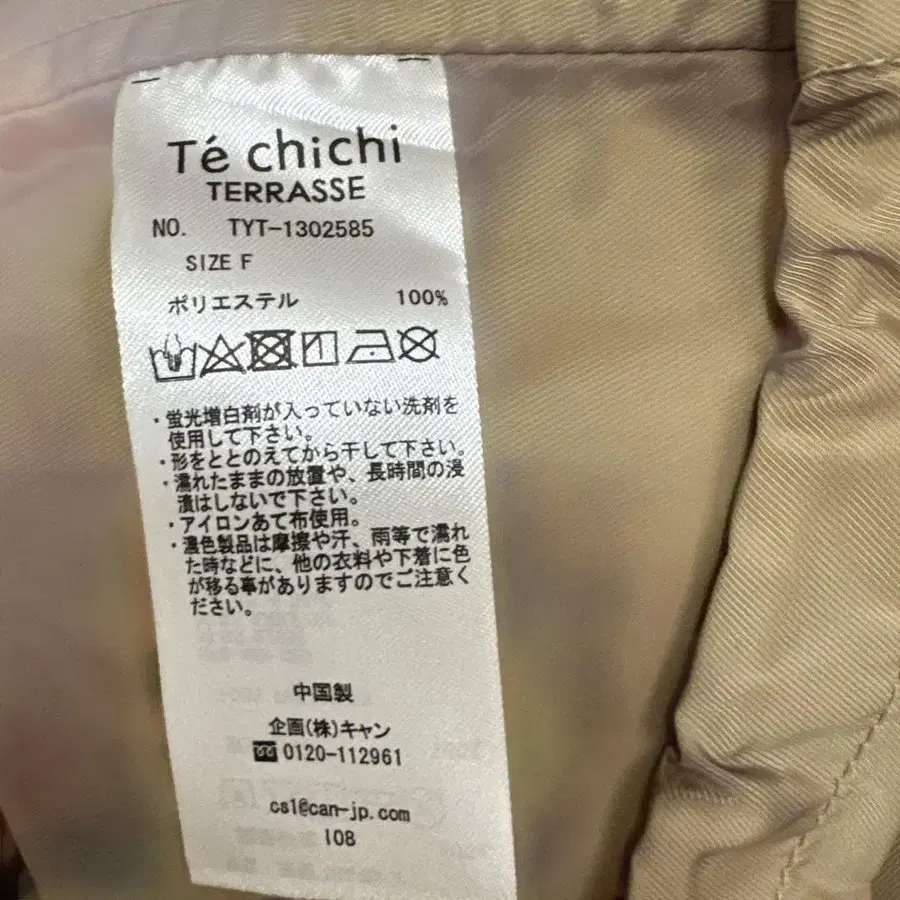 Té chichi
TERRASSE
NO. TYT-1302585
SIZE F
ポリエステル 100%
・蛍光増白剤が入っていない洗剤を
使用して下さい。
・形をととのえてから干して下さい。
・濡れたままの放置や、長時間の浸
漬はしないで下さい。
・アイロンあて布使用。
・濃色製品は摩擦や汗、雨等で濡れ
た時などに、他の衣料や下着に色
が移る事がありますのでご注意く
ださい。
中国製
企画(株)キャン
0120-112961
cs1@can-jp.com
108